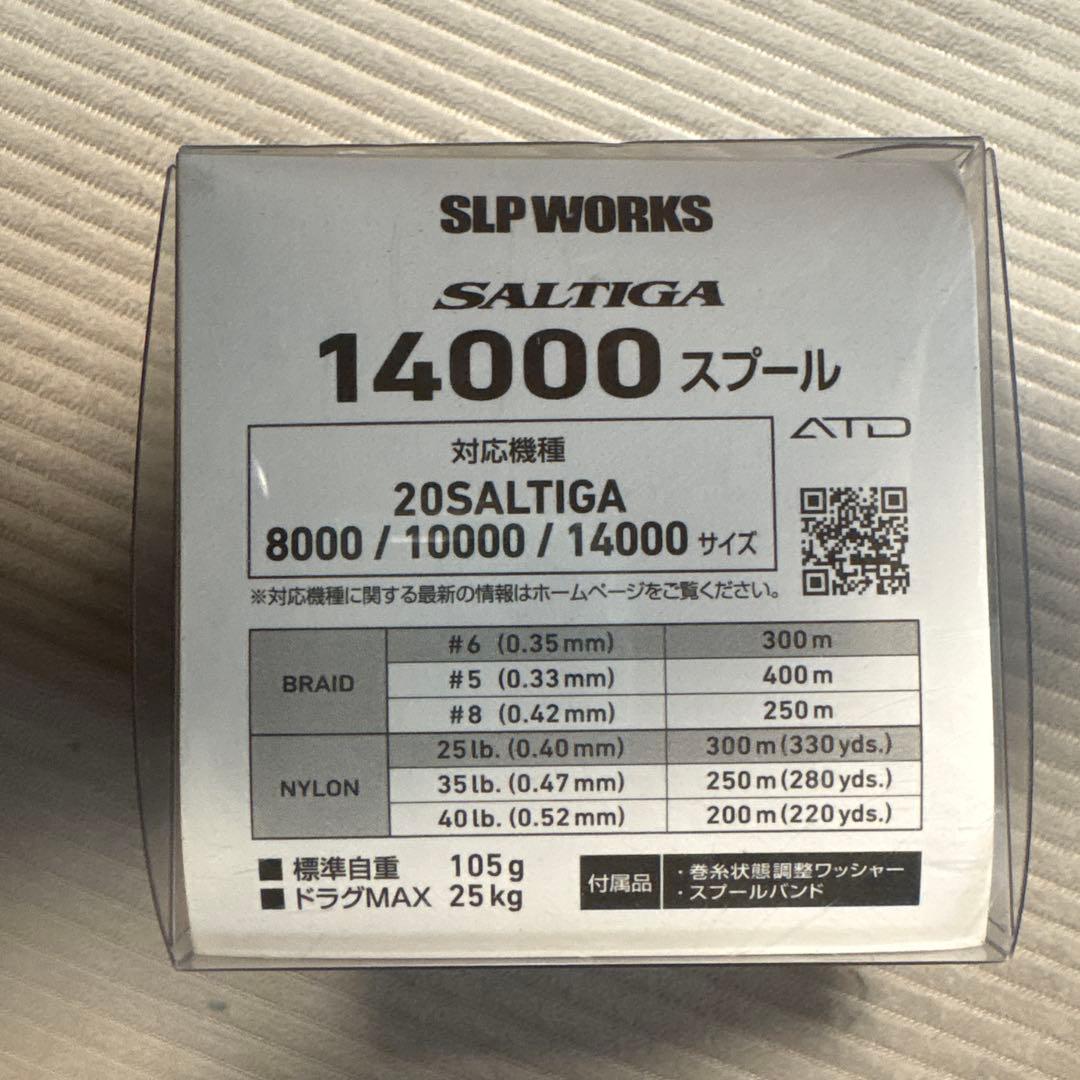 SLP WORKS
SALTIGA
14000 スプール
ATD
対応機種
20SALTIGA
8000 / 10000 / 14000 サイズ
※対応機種に関する最新の情報はホームページをご覧ください。
BRAID
#6 (0.35mm) 300m
#5 (0.33mm) 400m
#8 (0.42mm) 250m
NYLON
25lb. (0.40mm) 300m(330yds.)
35lb. (0.47mm) 250m(280yds.)
40lb. (0.52mm) 200m(220yds.)
■ 標準自重 105g
■ ドラグMAX 25kg
付属品
・巻糸状態調整ワッシャー
・スプールバンド